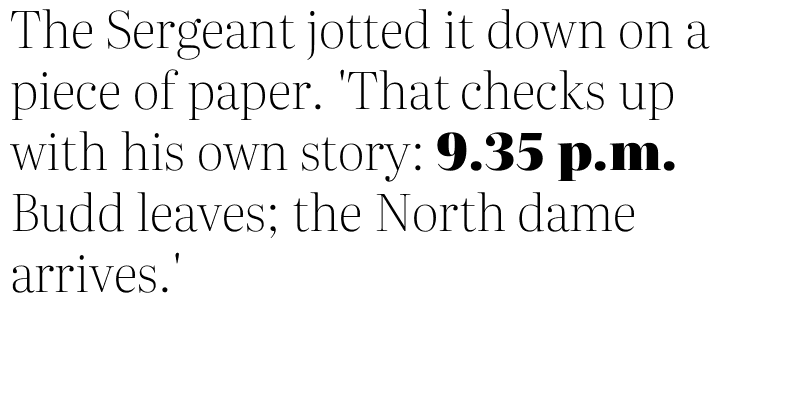 The Sergeant jotted it down on a
piece of paper. 'That checks up
with his own story: 9.35 p.m.
Budd leaves; the North dame
arrives.'